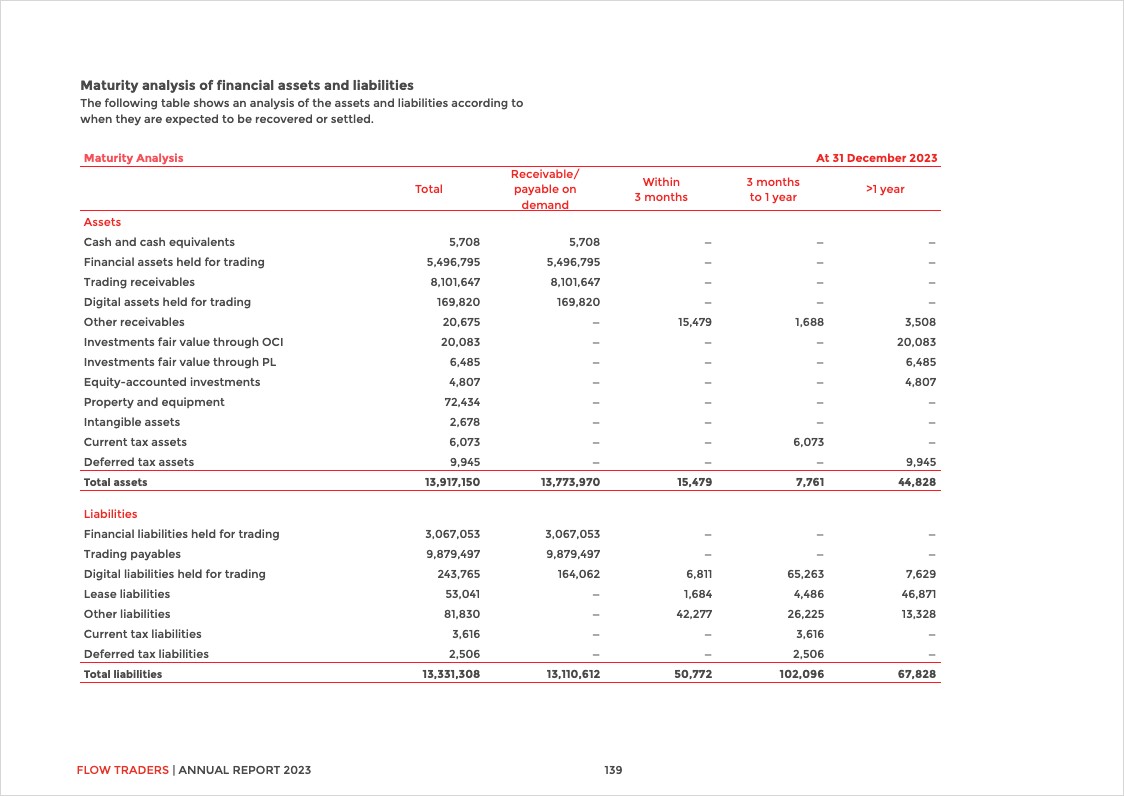 Maturity analysis of financial assets and liabilities
The following table shows an analysis of the assets and liabilities according to
when they are expected to be recovered or settled.
Maturity Analysis At 31 December 2023
Total Receivable/ payable on demand Within 3 months 3 months to 1 year >1 year
Assets
Cash and cash equivalents 5,708 5,708 – – –
Financial assets held for trading 5,496,795 5,496,795 – – –
Trading receivables 8,101,647 8,101,647 – – –
Digital assets held for trading 169,820 169,820 – – –
Other receivables 20,675 – 15,479 1,688 3,508
Investments fair value through OCI 20,083 – – – 20,083
Investments fair value through PL 6,485 – – – 6,485
Equity-accounted investments 4,807 – – – 4,807
Property and equipment 72,434 – – – –
Intangible assets 2,678 – – – –
Current tax assets 6,073 – – 6,073 –
Deferred tax assets 9,945 – – – 9,945
Total assets 13,917,150 13,773,970 15,479 7,761 44,828
Liabilities
Financial liabilities held for trading 3,067,053 3,067,053 – – –
Trading payables 9,879,497 9,879,497 – – –
Digital liabilities held for trading 243,765 164,062 6,811 65,263 7,629
Lease liabilities 53,041 – 1,684 4,486 46,871
Other liabilities 81,830 – 42,277 26,225 13,328
Current tax liabilities 3,616 – – 3,616 –
Deferred tax liabilities 2,506 – – 2,506 –
Total liabilities 13,331,308 13,110,612 50,772 102,096 67,828
FLOW TRADERS | ANNUAL REPORT 2023 139